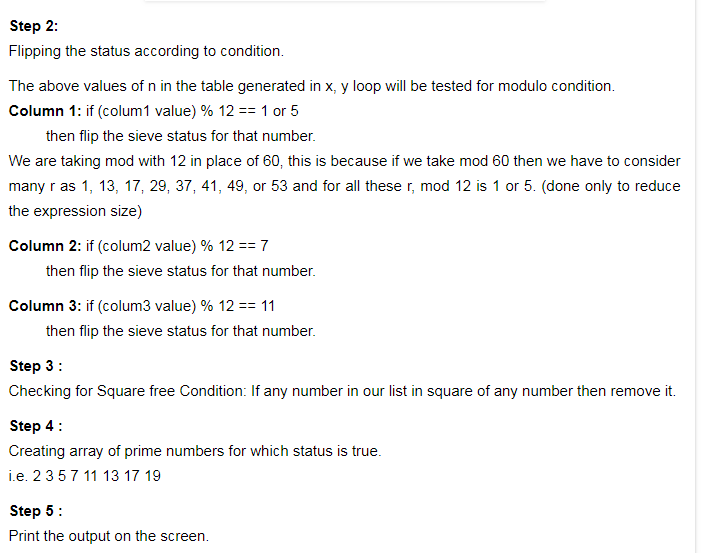 Step 2:
Flipping the status according to condition.
The above values of n in the table generated in x, y loop will be tested for modulo condition.
Column 1: if (colum1 value) % 12 == 1 or 5
then flip the sieve status for that number.
We are taking mod with 12 in place of 60, this is because if we take mod 60 then we have to consider
many r as 1, 13, 17, 29, 37, 41, 49, or 53 and for all these r, mod 12 is 1 or 5. (done only to reduce
the expression size)
Column 2: if (colum2 value) % 12 == 7
then flip the sieve status for that number.
Column 3: if (colum3 value) % 12 == 11
then flip the sieve status for that number.
Step 3 :
Checking for Square free Condition: If any number in our list in square of any number then remove it.
Step 4 :
Creating array of prime numbers for which status is true.
i.e. 2 3 5 7 11 13 17 19
Step 5 :
Print the output on the screen.